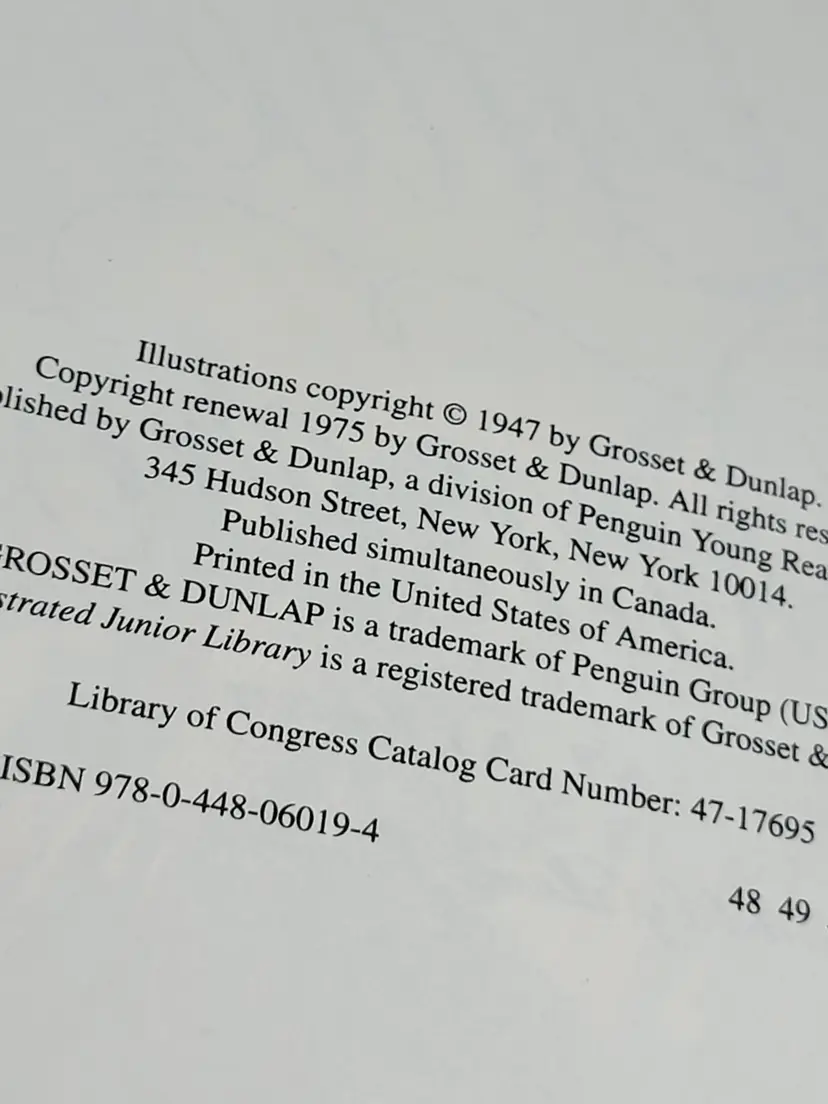 Illustrations copyright © 1947 by Grosset & Dunlap.
Copyright renewal 1975 by Grosset & Dunlap. All rights res
lished by Grosset & Dunlap, a division of Penguin Young Rea
345 Hudson Street, New York, New York 10014.
Published simultaneously in Canada.
Printed in the United States of America.
ROSSET & DUNLAP is a trademark of Penguin Group (US
strated Junior Library is a registered trademark of Grosset &
Library of Congress Catalog Card Number: 47-17695
ISBN 978-0-448-06019-4
48 49